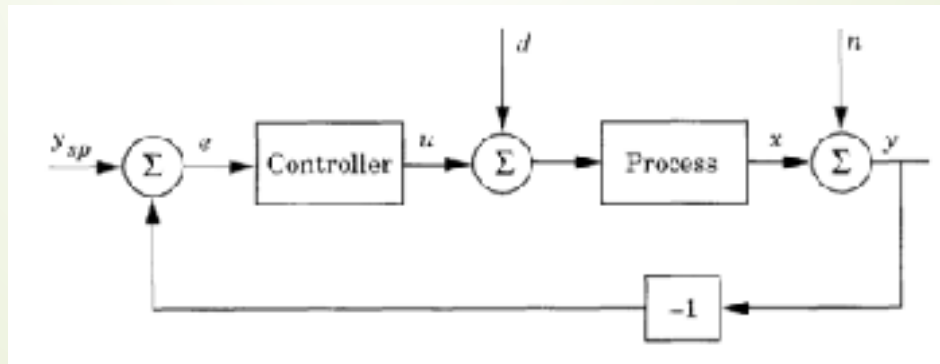 d n
y_sp Σ e Controller u Σ Process x Σ y
-1